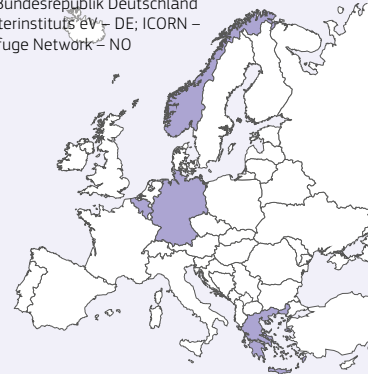 Bundesrepublik Deutschland
terinstituts eV – DE; ICORN –
fuge Network – NO